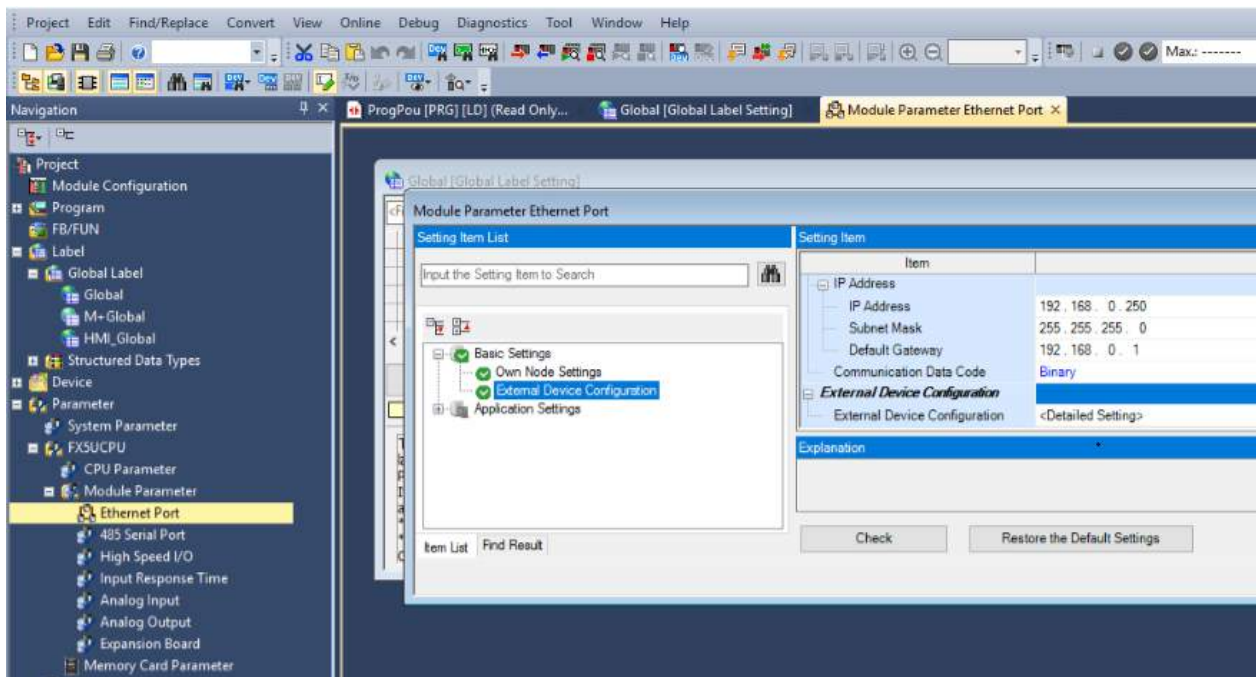 Project Edit Find/Replace Convert View Online Debug Diagnostics Tool Window Help
Max.: -------
Navigation
ProgPou [PRG] [LD] (Read Only...
Global [Global Label Setting]
Module Parameter Ethernet Port
Project
Module Configuration
Program
FB/FUN
Label
Global Label
Global
M+Global
HMI_Global
Structured Data Types
Device
Parameter
System Parameter
FX5UCPU
CPU Parameter
Module Parameter
Ethernet Port
485 Serial Port
High Speed I/O
Input Response Time
Analog Input
Analog Output
Expansion Board
Memory Card Parameter
Global [Global Label Setting]
Module Parameter Ethernet Port
Setting Item List
Input the Setting Item to Search
Basic Settings
Own Node Settings
External Device Configuration
Application Settings
Item List Find Result
Setting Item
Item
IP Address
IP Address 192 . 168 . 0 . 250
Subnet Mask 255 . 255 . 255 . 0
Default Gateway 192 . 168 . 0 . 1
Communication Data Code Binary
External Device Configuration
External Device Configuration <Detailed Setting>
Explanation
Check Restore the Default Settings